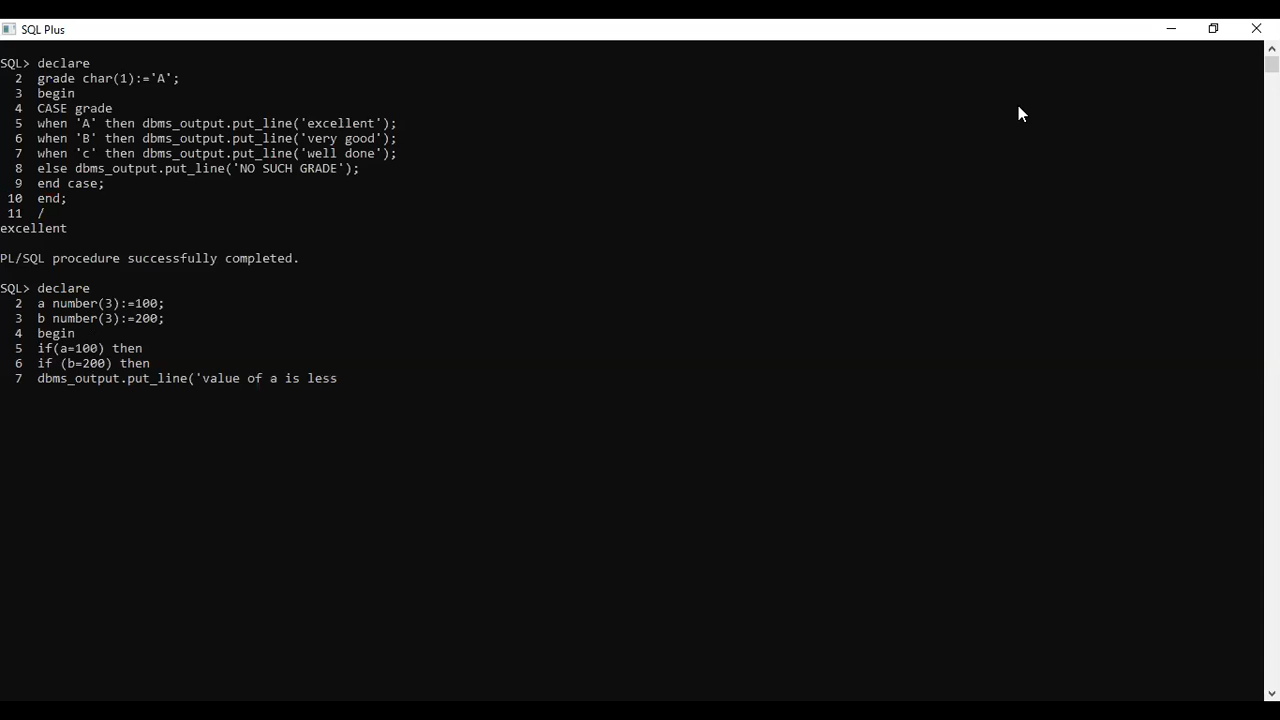 SQL Plus
SQL> declare
2 grade char(1):='A';
3 begin
4 CASE grade
5 when 'A' then dbms_output.put_line('excellent');
6 when 'B' then dbms_output.put_line('very good');
7 when 'c' then dbms_output.put_line('well done');
8 else dbms_output.put_line('NO SUCH GRADE');
9 end case;
10 end;
11 /
excellent
PL/SQL procedure successfully completed.
SQL> declare
2 a number(3):=100;
3 b number(3):=200;
4 begin
5 if(a=100) then
6 if (b=200) then
7 dbms_output.put_line('value of a is less